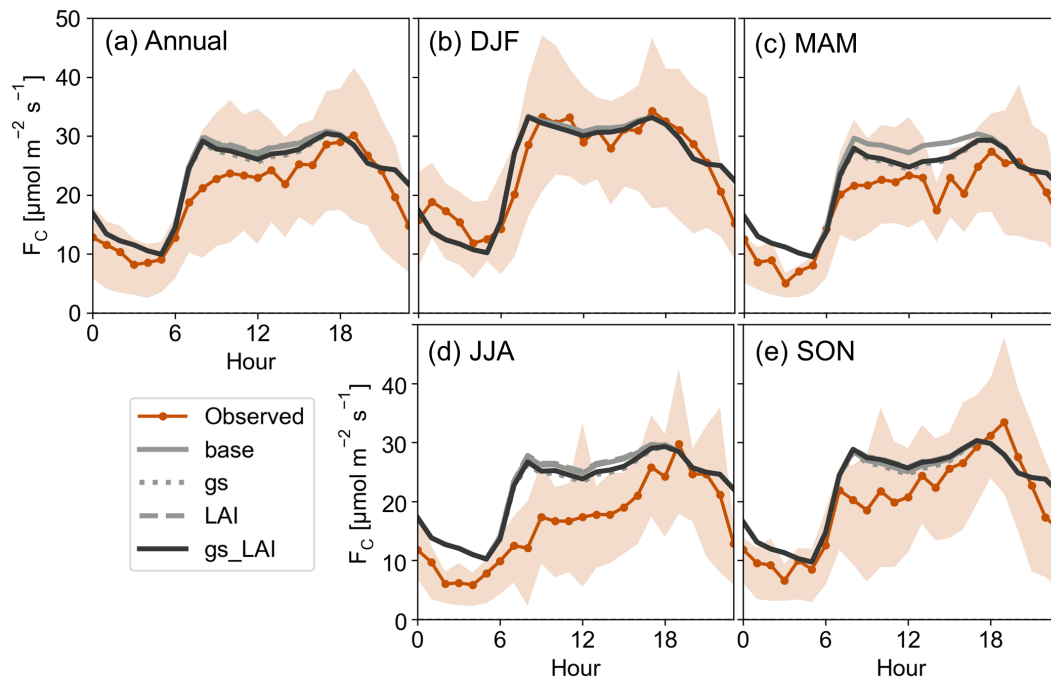 (a) Annual
(b) DJF
(c) MAM
50
40
30
20
10
0
F_C [µmol m⁻² s⁻¹]
0 6 12 18
Hour
(d) JJA
(e) SON
40
30
20
10
0
F_C [µmol m⁻² s⁻¹]
0 6 12 18
0 6 12 18
Hour
Hour
Observed
base
gs
LAI
gs_LAI